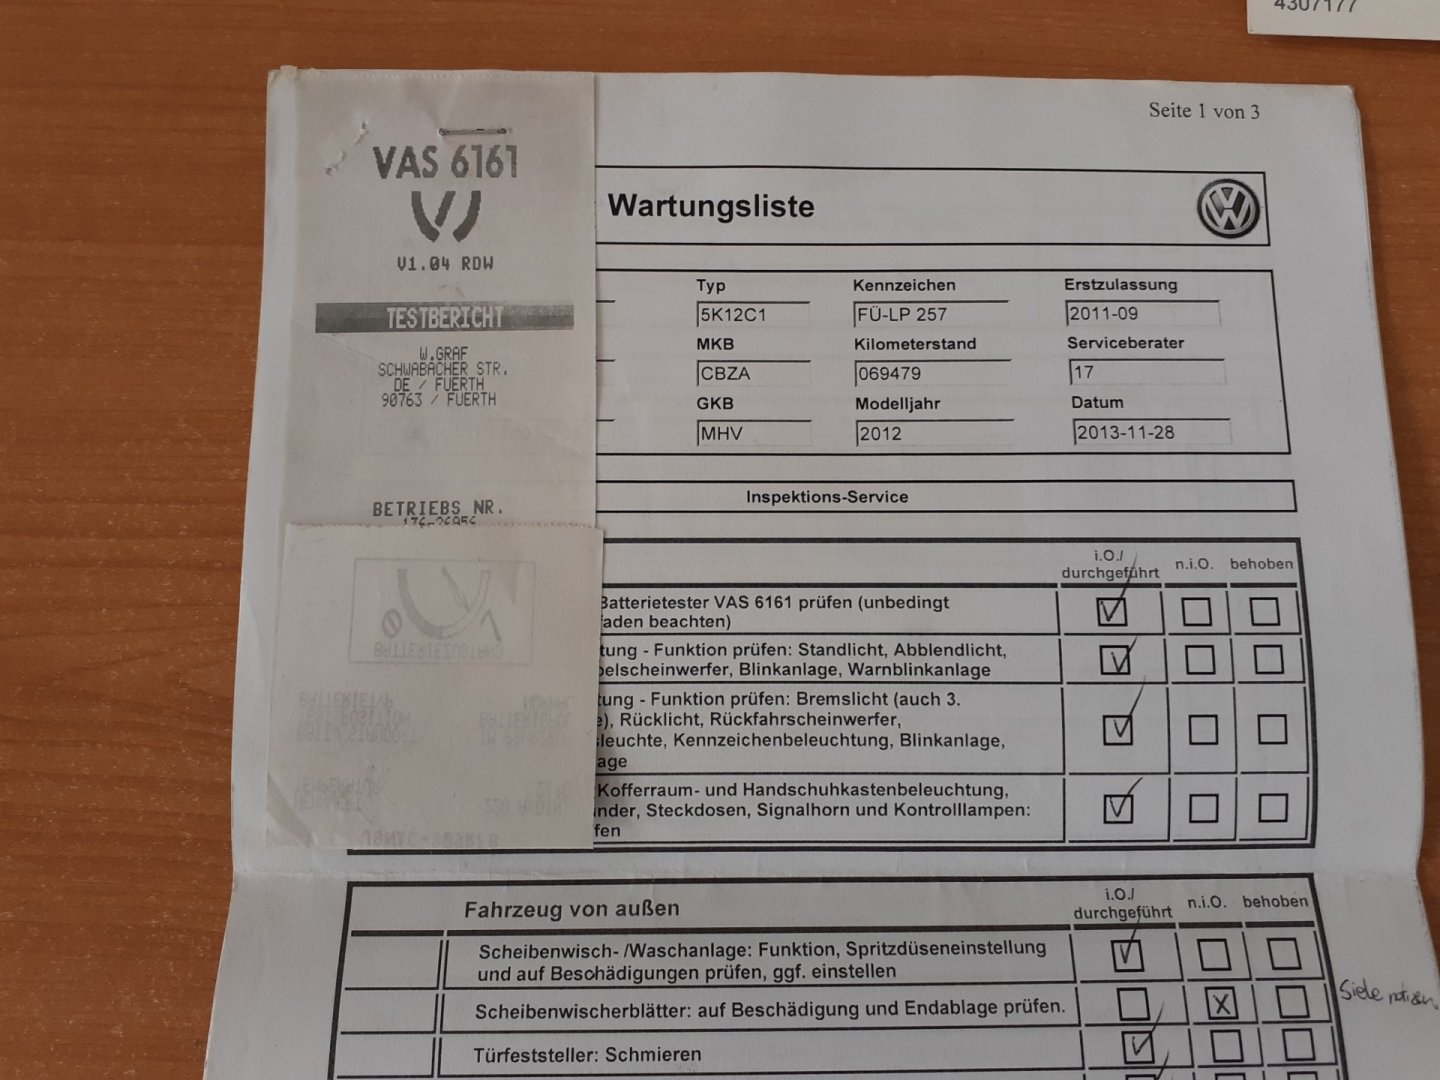 4307177
Seite 1 von 3
VAS 6161
V1.04 RDW
TESTBERICHT
W.GRAF
SCHWABACHER STR.
DE / FUERTH
90763 / FUERTH
BETRIEBS NR.
Wartungsliste
Typ Kennzeichen Erstzulassung
5K12C1 FÜ-LP 257 2011-09
MKB Kilometerstand Serviceberater
CBZA 069479 17
GKB Modelljahr Datum
MHV 2012 2013-11-28
Inspektions-Service
i.O./
durchgeführt n.i.O. behoben
Batterietester VAS 6161 prüfen (unbedingt
faden beachten)
tung - Funktion prüfen: Standlicht, Abblendlicht,
belscheinwerfer, Blinkanlage, Warnblinkanlage
tung - Funktion prüfen: Bremslicht (auch 3.
e), Rücklicht, Rückfahrscheinwerfer,
leuchte, Kennzeichenbeleuchtung, Blinkanlage,
age
Kofferraum- und Handschuhkastenbeleuchtung,
nder, Steckdosen, Signalhorn und Kontrolllampen:
fen
Fahrzeug von außen
i.O./
durchgeführt n.i.O. behoben
Scheibenwisch- /Waschanlage: Funktion, Spritzdüseneinstellung
und auf Beschädigungen prüfen, ggf. einstellen
Scheibenwischerblätter: auf Beschädigung und Endablage prüfen. X
Türfeststeller: Schmieren